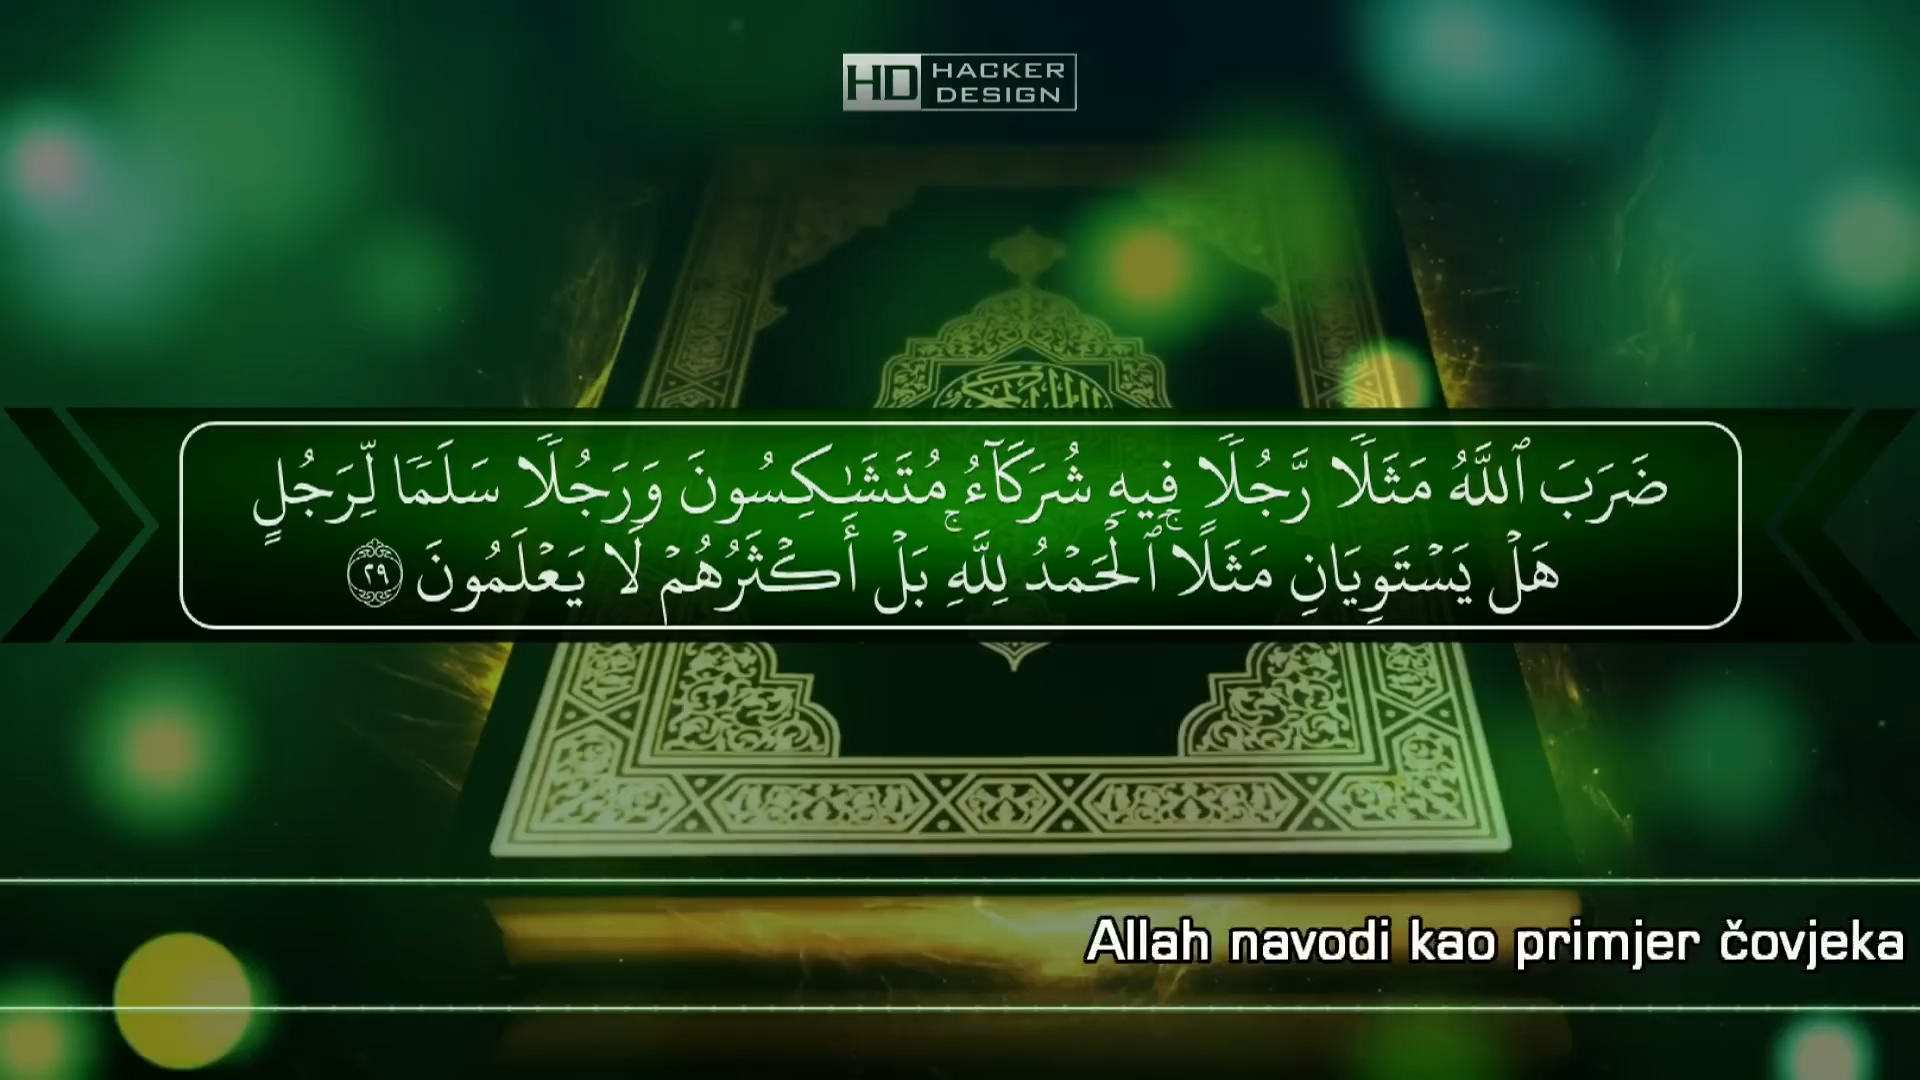 HD HACKER
DESIGN
ضَرَبَ ٱللَّهُ مَثَلًا رَّجُلًا فِيهِ شُرَكَآءُ مُتَشَٰكِسُونَ وَرَجُلًا سَلَمًا لِّرَجُلٍ
هَلْ يَسْتَوِيَانِ مَثَلًا ۚ ٱلْحَمْدُ لِلَّهِ ۚ بَلْ أَكْثَرُهُمْ لَا يَعْلَمُونَ ٢٩
Allah navodi kao primjer čovjeka